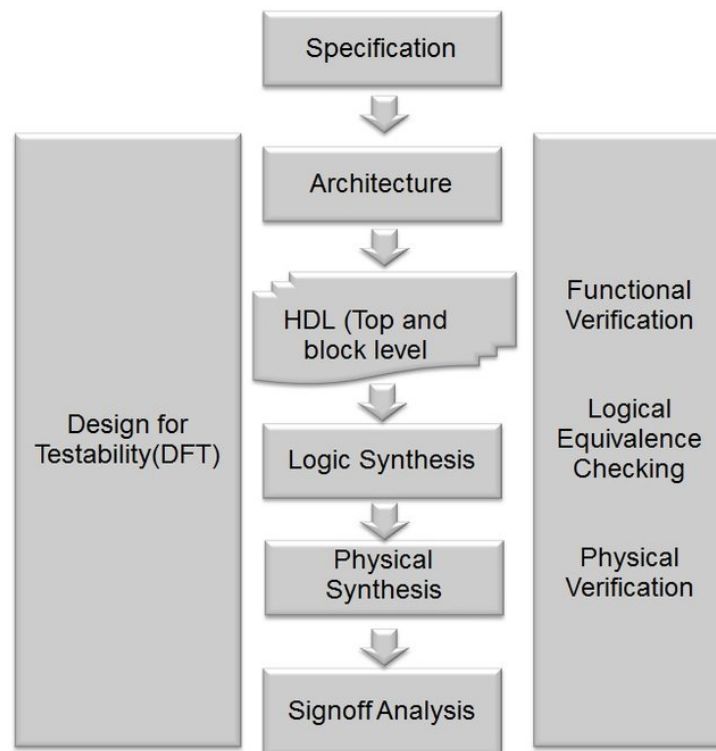 Specification
Architecture
HDL (Top and
block level
Design for
Testability(DFT)
Logic Synthesis
Physical
Synthesis
Signoff Analysis
Functional
Verification
Logical
Equivalence
Checking
Physical
Verification